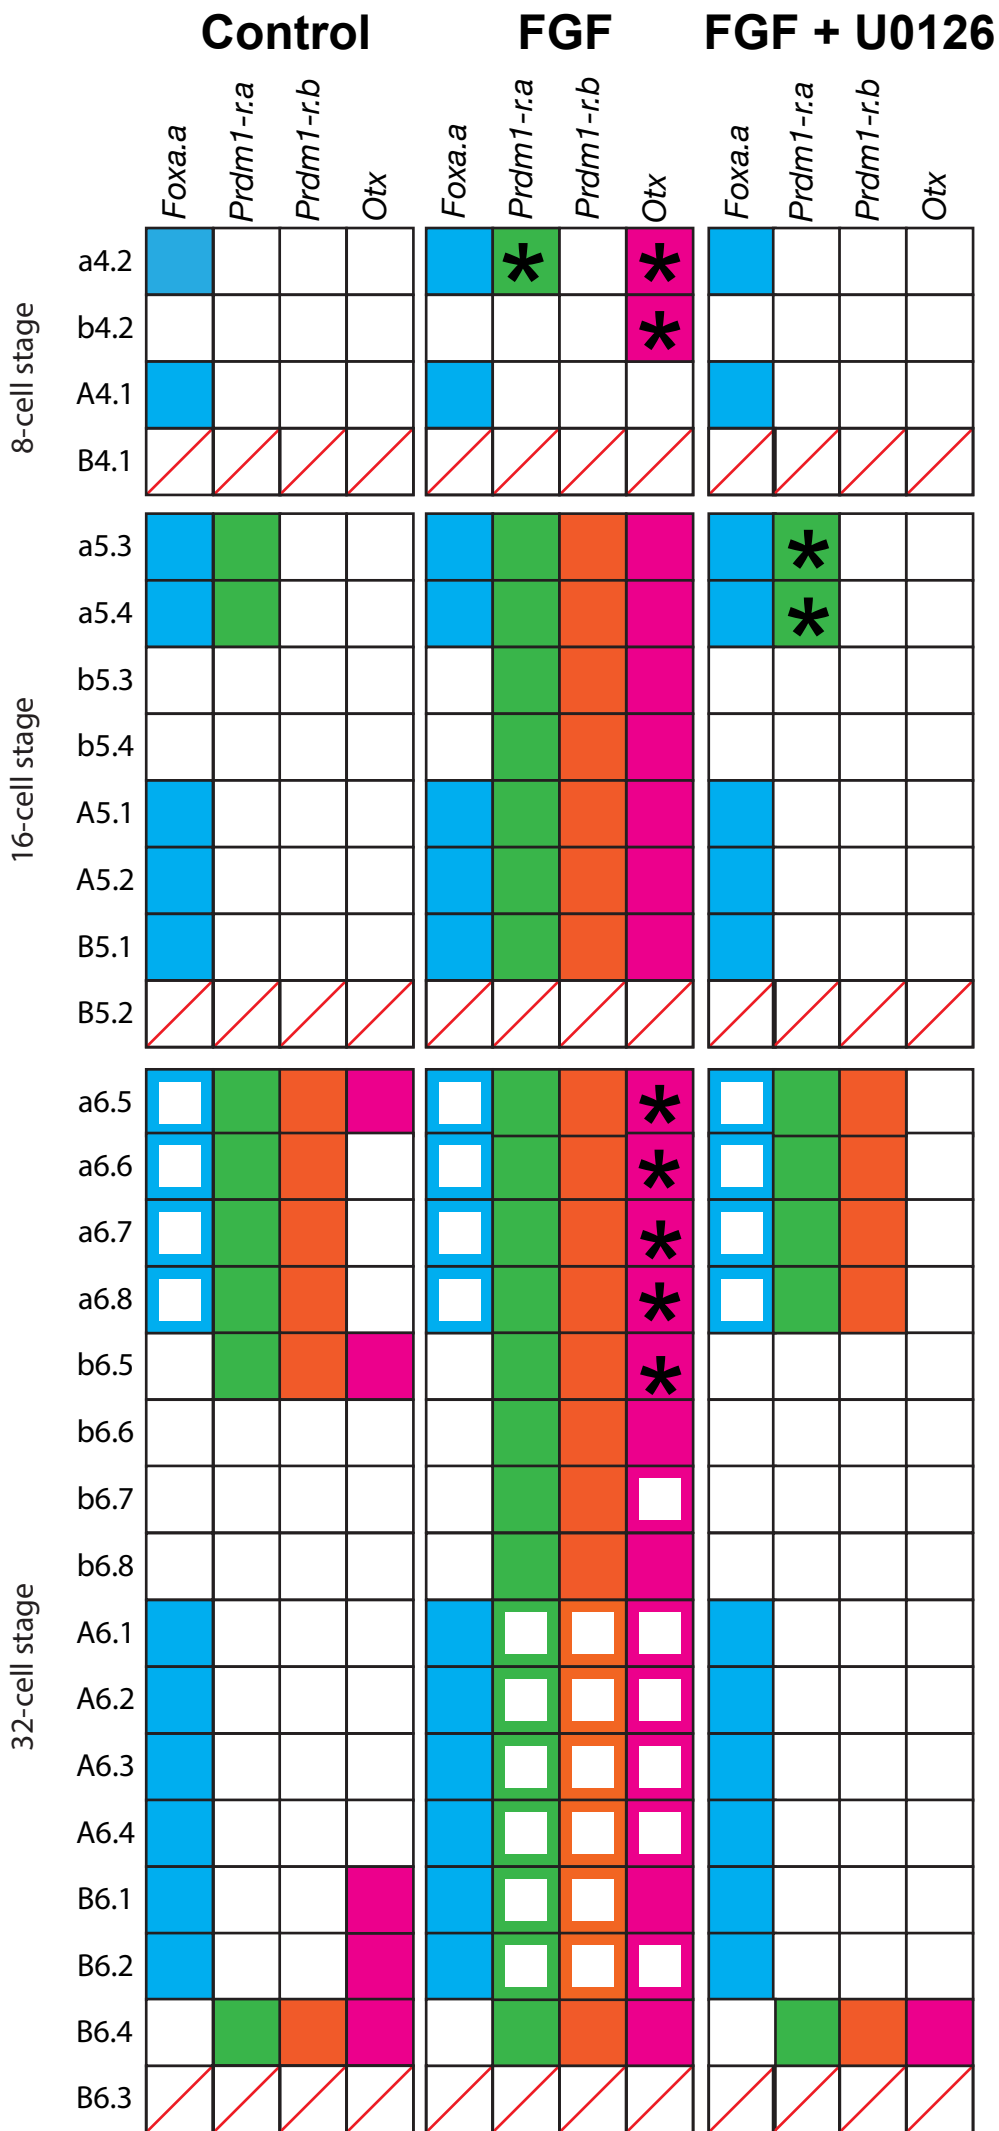 Control FGF FGF + U0126
Foxa.a Prdm1-r.a Prdm1-r.b Otx Foxa.a Prdm1-r.a Prdm1-r.b Otx Foxa.a Prdm1-r.a Prdm1-r.b Otx
8-cell stage
a4.2 * * 
b4.2 *
A4.1
B4.1
16-cell stage
a5.3 *
a5.4 *
b5.3
b5.4
A5.1
A5.2
B5.1
B5.2
32-cell stage
a6.5 *
a6.6 *
a6.7 *
a6.8 *
b6.5 *
b6.6
b6.7
b6.8
A6.1
A6.2
A6.3
A6.4
B6.1
B6.2
B6.4
B6.3